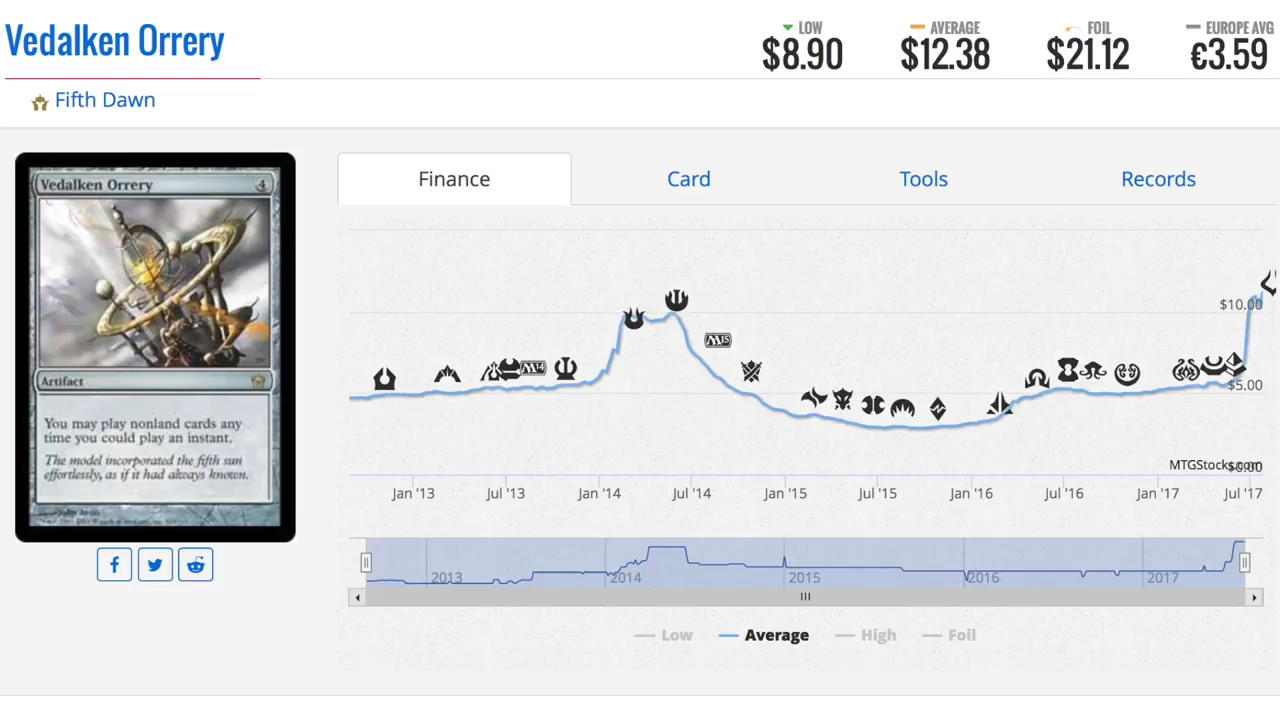 Vedalken Orrery
LOW
$8.90
AVERAGE
$12.38
FOIL
$21.12
EUROPE AVG
€3.59
Fifth Dawn
Vedalken Orrery 4
Artifact
You may play nonland cards any
time you could play an instant.
The model incorporated the fifth sun
effortlessly, as if it had always known.
Finance
Card
Tools
Records
$10.00
$5.00
$0.00
M14
M15
MTGStocks.com
Jan '13
Jul '13
Jan '14
Jul '14
Jan '15
Jul '15
Jan '16
Jul '16
Jan '17
Jul '17
2013
2014
2015
2016
2017
Low
Average
High
Foil